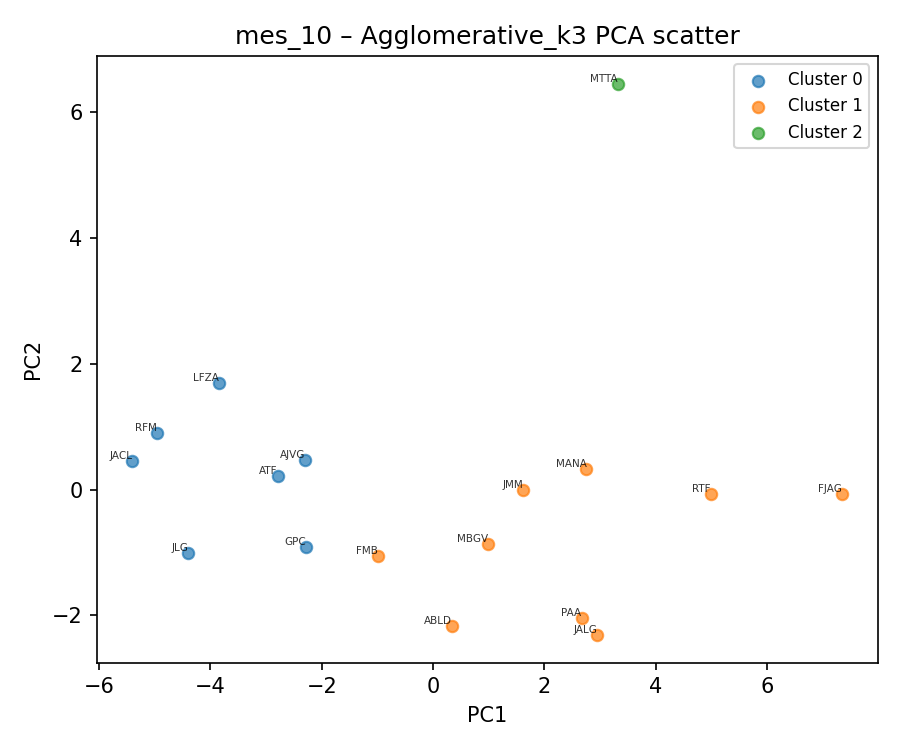 mes_10 – Agglomerative_k3 PCA scatter
MTTA
Cluster 0
Cluster 1
Cluster 2
6
4
PC2
2
LFZA
RFM
JACL
AJVG
ATF
MANA
0
JMM
RTF
FJAG
MBGV
JLG
GPC
FMB
−2
ABLD
PAA
JALG
−6
−4
−2
0
2
4
6
PC1